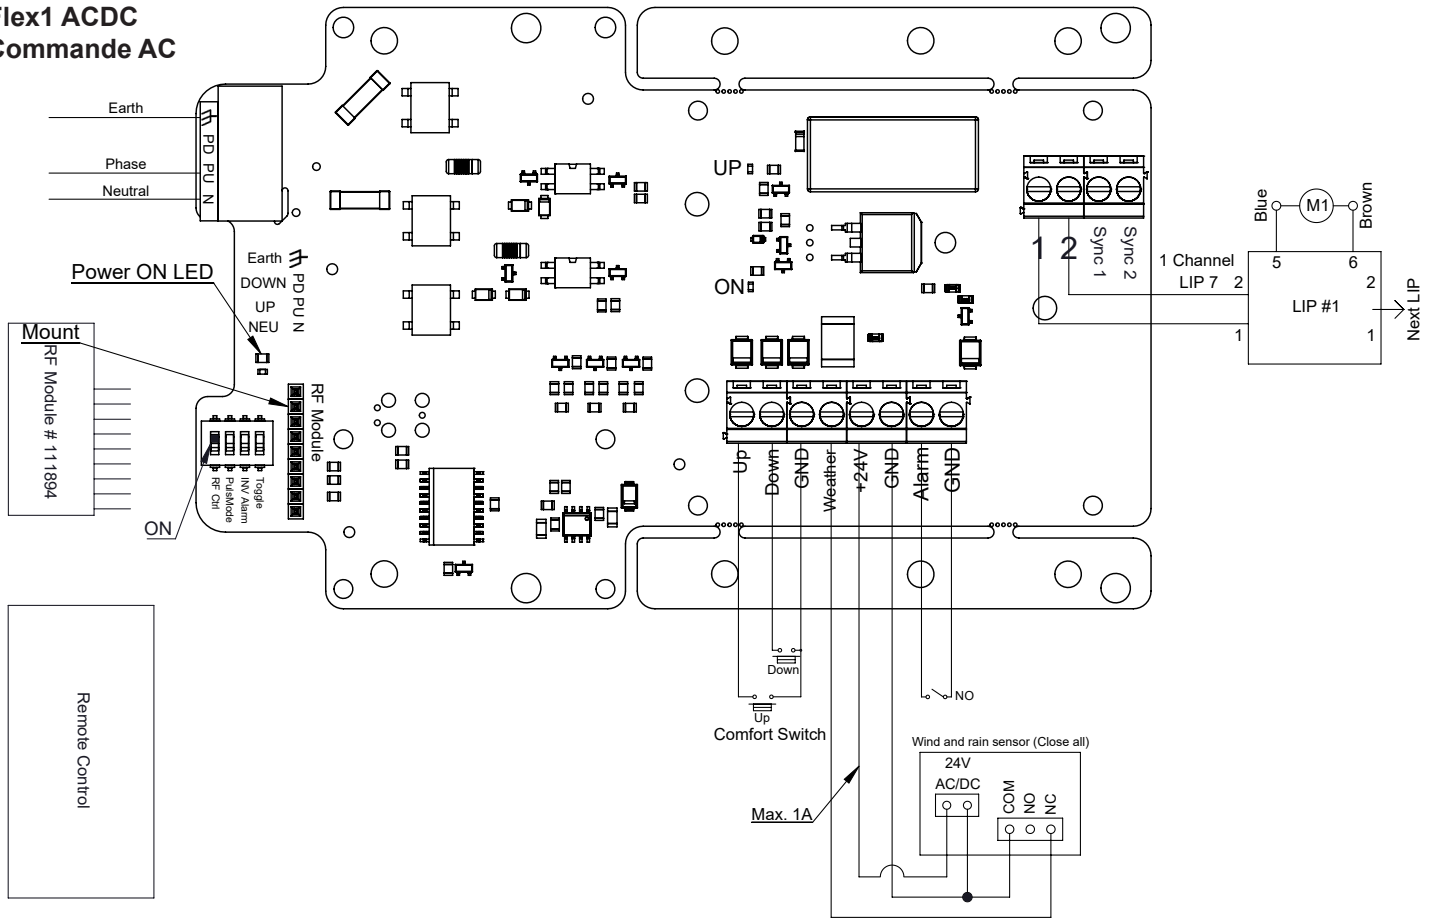 Flex1 ACDC
Commande AC
Earth
Phase
Neutral
PD PU N
Earth
DOWN
UP
NEU
PD PU N
Power ON LED
Mount
RF Module # 111894
RF Module
RF Ctrl
PulsMode
INV Alarm
Toggle
ON
Remote Control
UP
ON
1 2 Sync 1 Sync 2
1 Channel
LIP 7
Blue
M1
Brown
5 6
2 2
LIP #1
1 1
Next LIP
Up
Down
GND
Weather
+24V
GND
Alarm
GND
Down
Up
Comfort Switch
NO
Max. 1A
Wind and rain sensor (Close all)
24V
AC/DC
COM
NO
NC